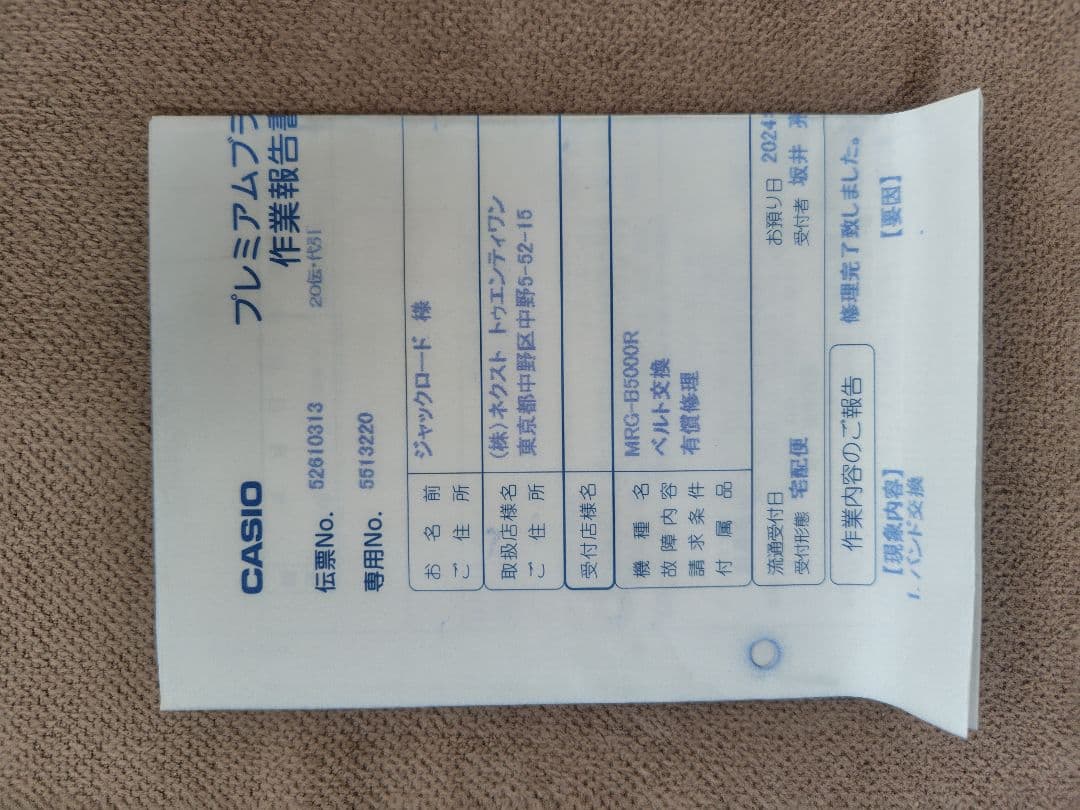 プレミアムブラ
作業報告書
CASIO
20伝・代引
伝票No. 52610313
専用No. 5513220
お名前 ジャックロード 様
ご住所
取扱店様名 (株)ネクスト トゥエンティワン
ご住所 東京都中野区中野5-52-15
受付店様名
機種名 MRG-B5000R
故障内容 ベルト交換
請求条件 有償修理
付属品
流通受付日 お預り日 2024
受付形態 宅配便 受付者 坂井
作業内容のご報告 修理完了致しました。
【現象内容】 【要因】
1. バンド交換